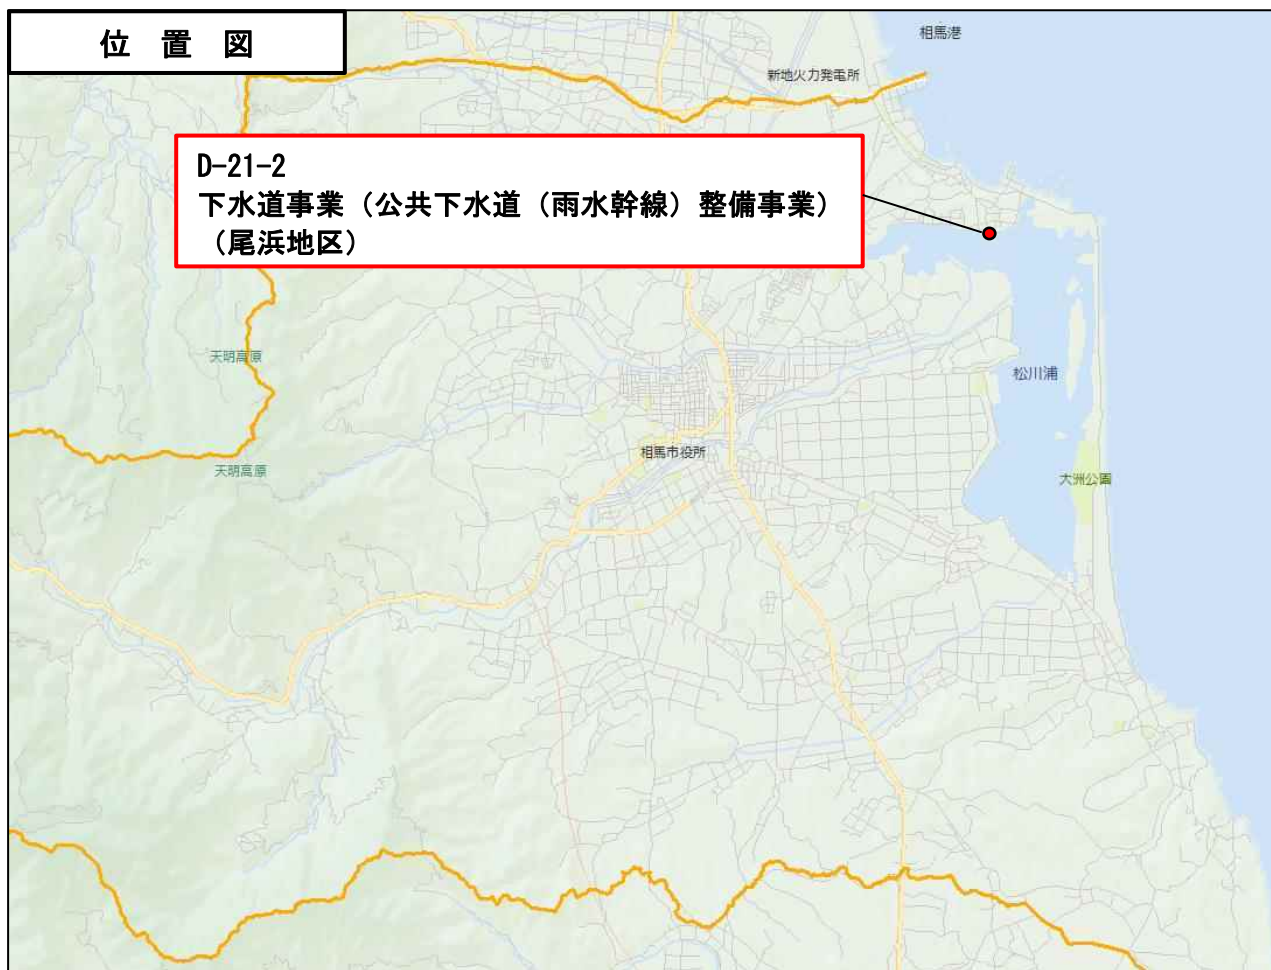 位 置 図
相馬港
新地火力発電所
D-21-2
下水道事業（公共下水道（雨水幹線）整備事業）
（尾浜地区）
天明高原
松川浦
相馬市役所
天明高原
大洲公園